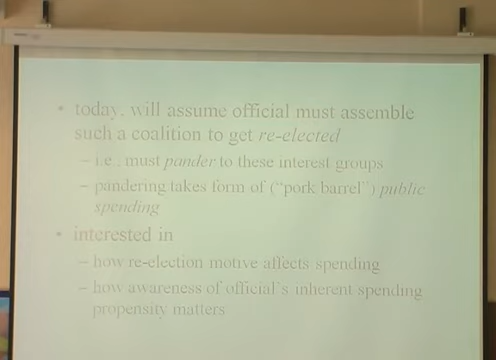 • today, will assume official must assemble
such a coalition to get re-elected
– i.e., must pander to these interest groups
– pandering takes form of ("pork barrel") public
spending
• interested in
– how re-election motive affects spending
– how awareness of official's inherent spending
propensity matters